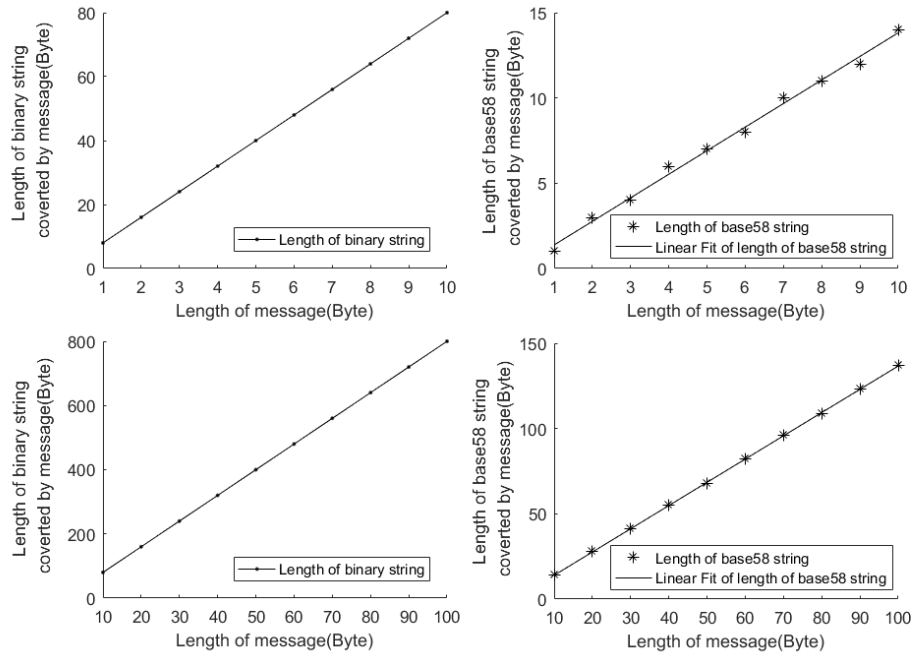 80
60
40
20
0
Length of binary string
coverted by message(Byte)
Length of binary string
1 2 3 4 5 6 7 8 9 10
Length of message(Byte)
15
10
5
0
Length of base58 string
coverted by message(Byte)
Length of base58 string
Linear Fit of length of base58 string
1 2 3 4 5 6 7 8 9 10
Length of message(Byte)
800
600
400
200
0
Length of binary string
coverted by message(Byte)
Length of binary string
10 20 30 40 50 60 70 80 90 100
Length of message(Byte)
150
100
50
0
Length of base58 string
coverted by message(Byte)
Length of base58 string
Linear Fit of length of base58 string
10 20 30 40 50 60 70 80 90 100
Length of message(Byte)